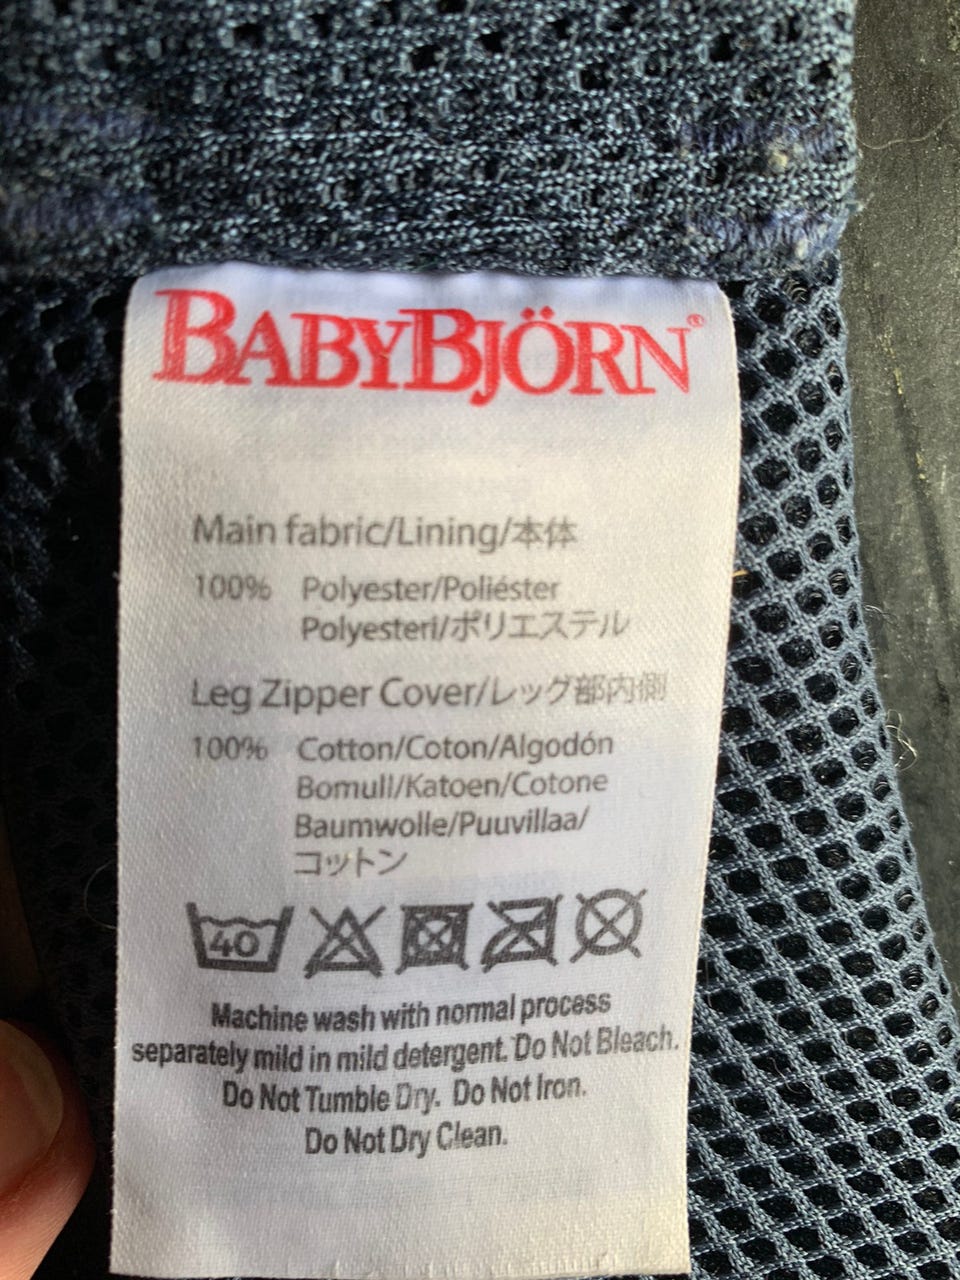 BABYBJÖRN®
Main fabric/Lining/本体
100% Polyester/Poliéster
Polyesteri/ポリエステル
Leg Zipper Cover/レッグ部内側
100% Cotton/Coton/Algodón
Bomull/Katoen/Cotone
Baumwolle/Puuvillaa/
コットン
40
Machine wash with normal process
separately mild in mild detergent. Do Not Bleach.
Do Not Tumble Dry. Do Not Iron.
Do Not Dry Clean.